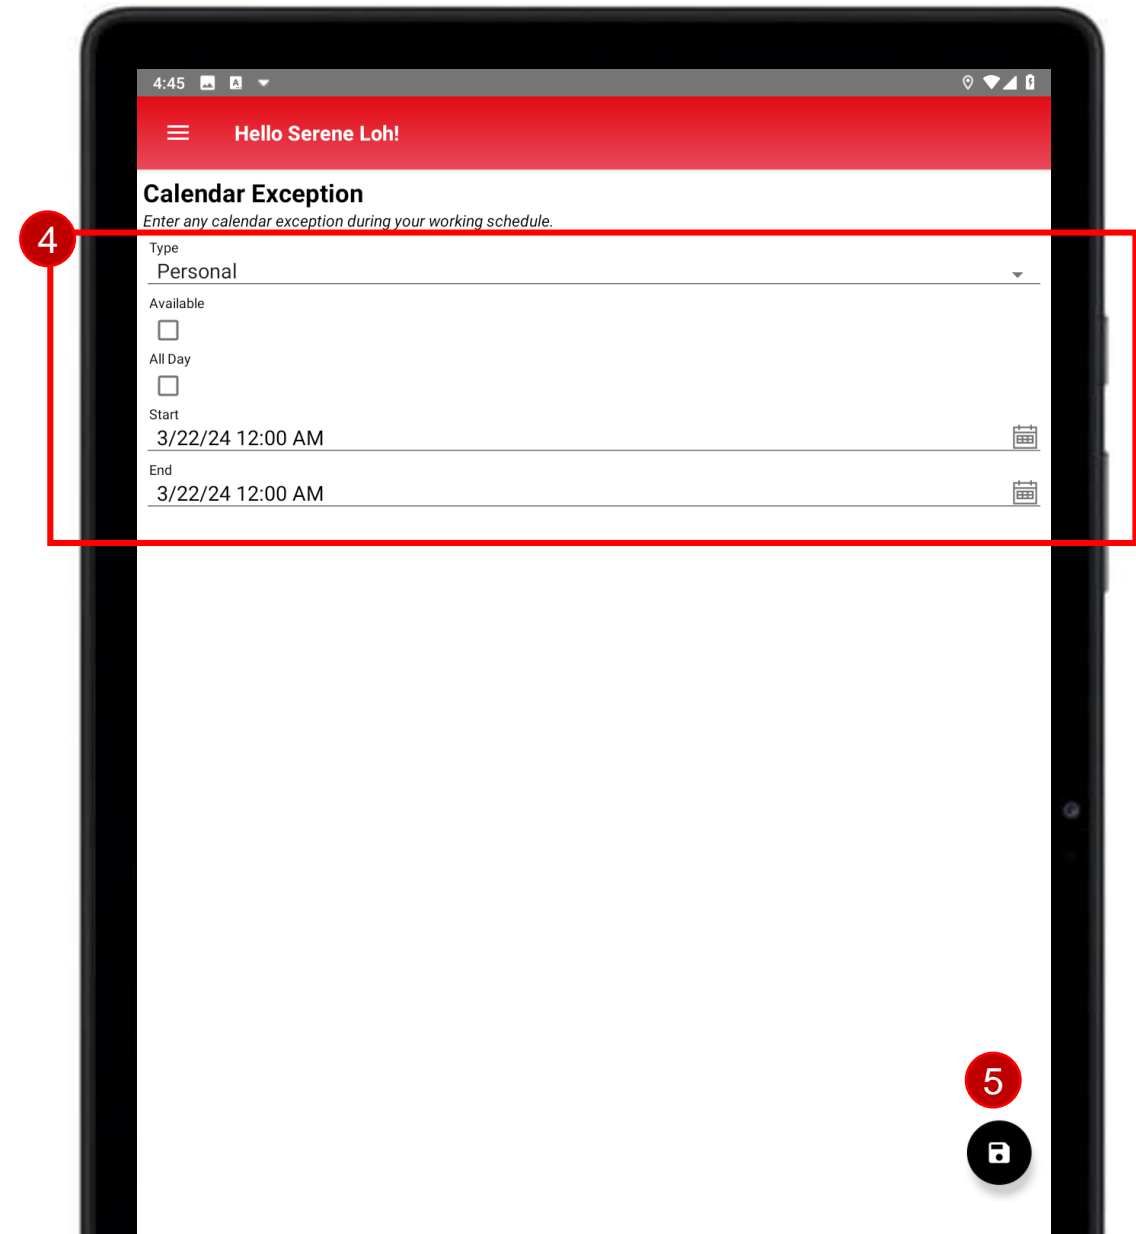 4:45
Hello Serene Loh!
Calendar Exception
Enter any calendar exception during your working schedule.
4
Type
Personal
Available
All Day
Start
3/22/24 12:00 AM
End
3/22/24 12:00 AM
5